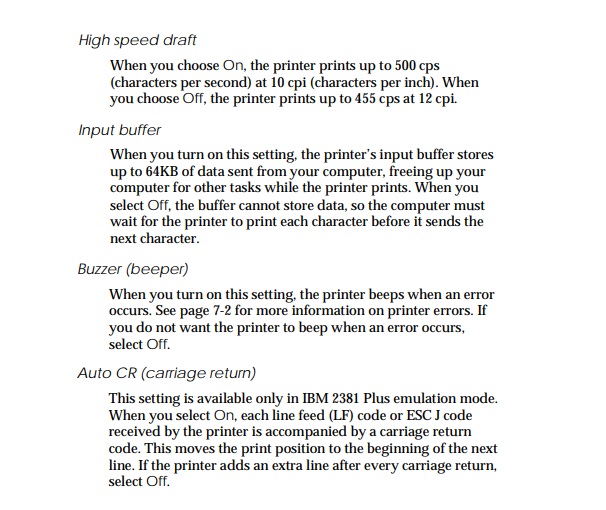 High speed draft
When you choose On, the printer prints up to 500 cps
(characters per second) at 10 cpi (characters per inch). When
you choose Off, the printer prints up to 455 cps at 12 cpi.
Input buffer
When you turn on this setting, the printer's input buffer stores
up to 64KB of data sent from your computer, freeing up your
computer for other tasks while the printer prints. When you
select Off, the buffer cannot store data, so the computer must
wait for the printer to print each character before it sends the
next character.
Buzzer (beeper)
When you turn on this setting, the printer beeps when an error
occurs. See page 7-2 for more information on printer errors. If
you do not want the printer to beep when an error occurs,
select Off.
Auto CR (carriage return)
This setting is available only in IBM 2381 Plus emulation mode.
When you select On, each line feed (LF) code or ESC J code
received by the printer is accompanied by a carriage return
code. This moves the print position to the beginning of the next
line. If the printer adds an extra line after every carriage return,
select Off.